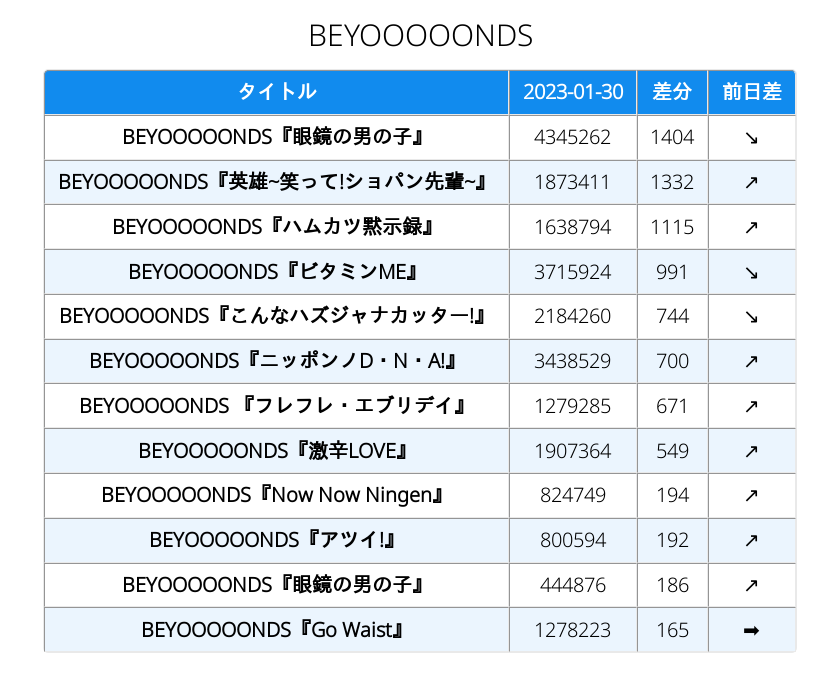 BEYOOOOONDS
タイトル 2023-01-30 差分 前日差
BEYOOOOONDS『眼鏡の男の子』 4345262 1404 ↘
BEYOOOOONDS『英雄~笑って!ショパン先輩~』 1873411 1332 ↗
BEYOOOOONDS『ハムカツ黙示録』 1638794 1115 ↗
BEYOOOOONDS『ビタミンME』 3715924 991 ↘
BEYOOOOONDS『こんなハズジャナカッター!』 2184260 744 ↘
BEYOOOOONDS『ニッポンノD・N・A!』 3438529 700 ↗
BEYOOOOONDS 『フレフレ・エブリデイ』 1279285 671 ↗
BEYOOOOONDS『激辛LOVE』 1907364 549 ↗
BEYOOOOONDS『Now Now Ningen』 824749 194 ↗
BEYOOOOONDS『アツイ!』 800594 192 ↗
BEYOOOOONDS『眼鏡の男の子』 444876 186 ↗
BEYOOOOONDS『Go Waist』 1278223 165 ➡